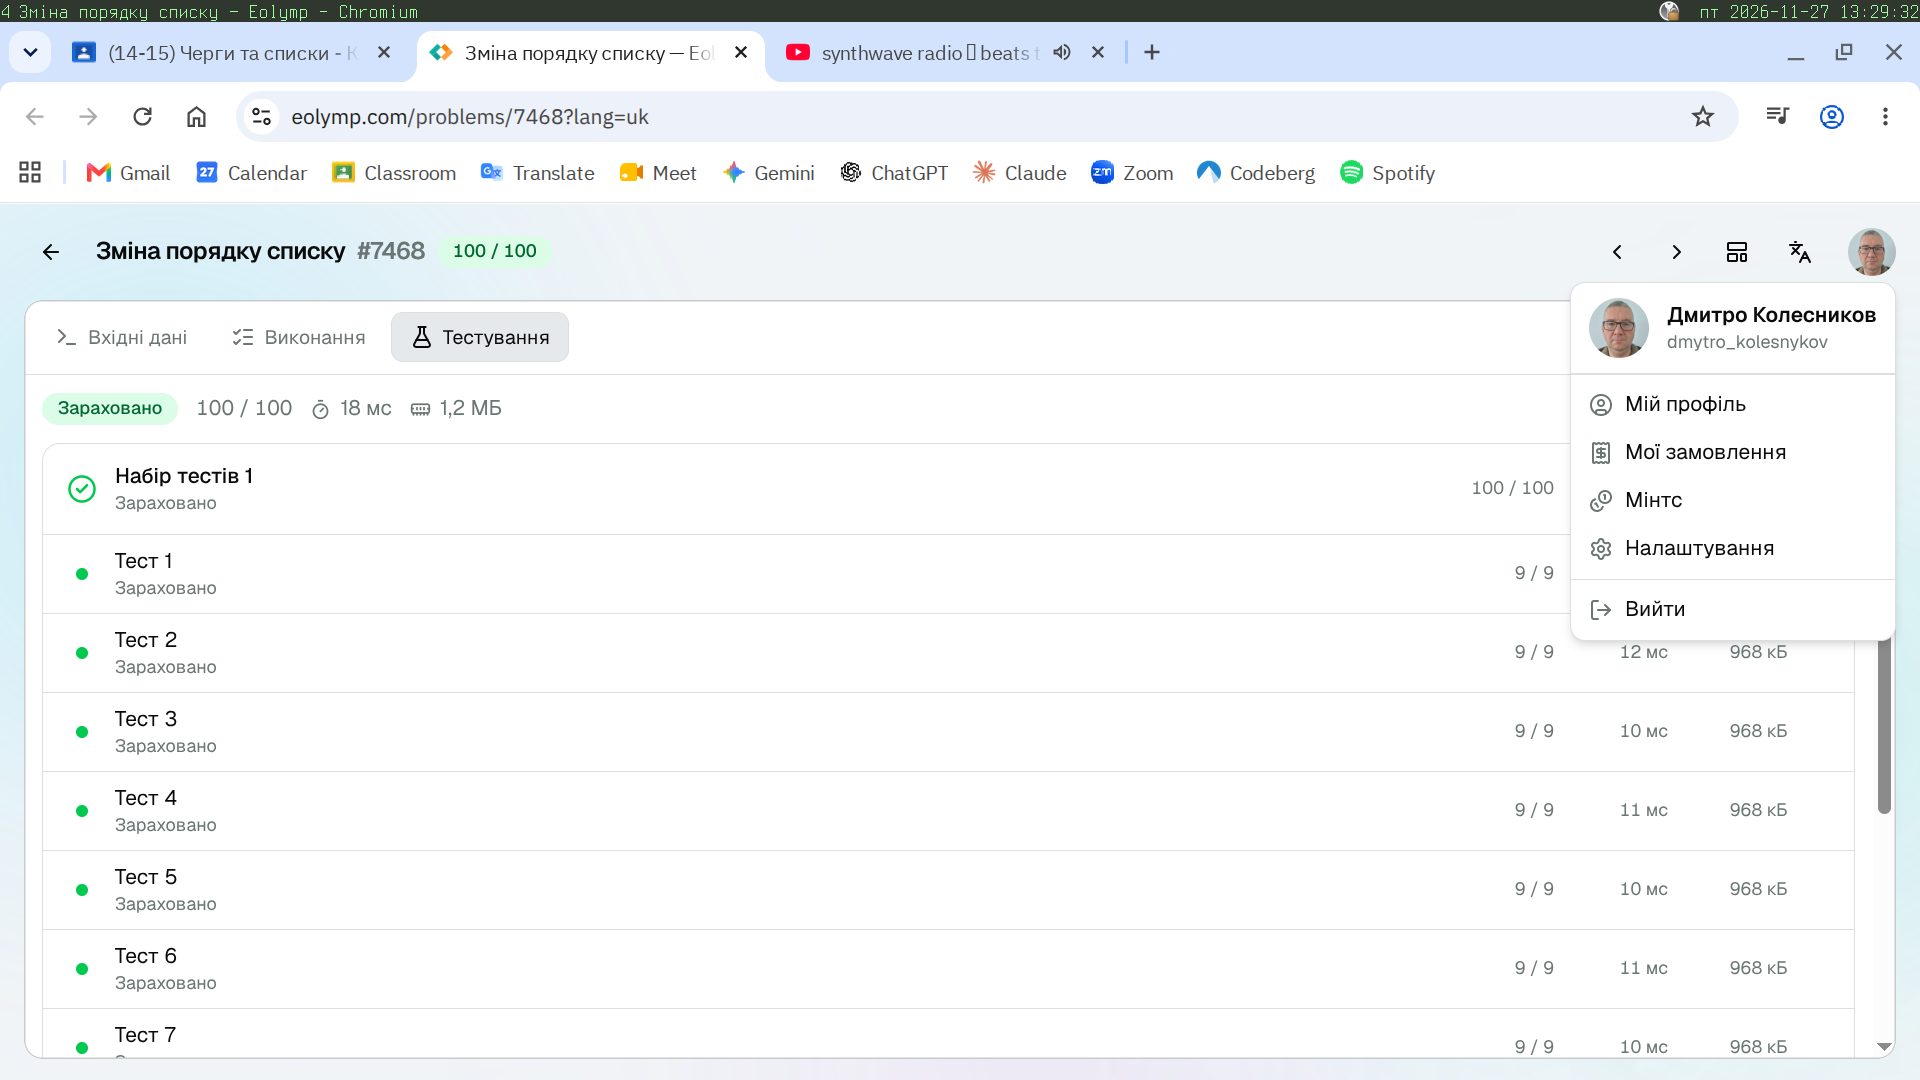 4 Зміна порядку списку - Eolymp - Chromium
пт 2026-11-27 13:29:32
(14-15) Черги та списки - К
Зміна порядку списку — Eol
synthwave radio beats t
eolymp.com/problems/7468?lang=uk
Gmail
27 Calendar
Classroom
Translate
Meet
Gemini
ChatGPT
Claude
zm Zoom
Codeberg
Spotify
Зміна порядку списку #7468 100 / 100
Дмитро Колесников
dmytro_kolesnykov
Мій профіль
Мої замовлення
Мінтс
Налаштування
Вийти
Вхідні дані
Виконання
Тестування
Зараховано 100 / 100 18 мс 1,2 МБ
Набір тестів 1
Зараховано
100 / 100
Тест 1
Зараховано
9 / 9
Тест 2
Зараховано
9 / 9 12 мс 968 кБ
Тест 3
Зараховано
9 / 9 10 мс 968 кБ
Тест 4
Зараховано
9 / 9 11 мс 968 кБ
Тест 5
Зараховано
9 / 9 10 мс 968 кБ
Тест 6
Зараховано
9 / 9 11 мс 968 кБ
Тест 7
9 / 9 10 мс 968 кБ